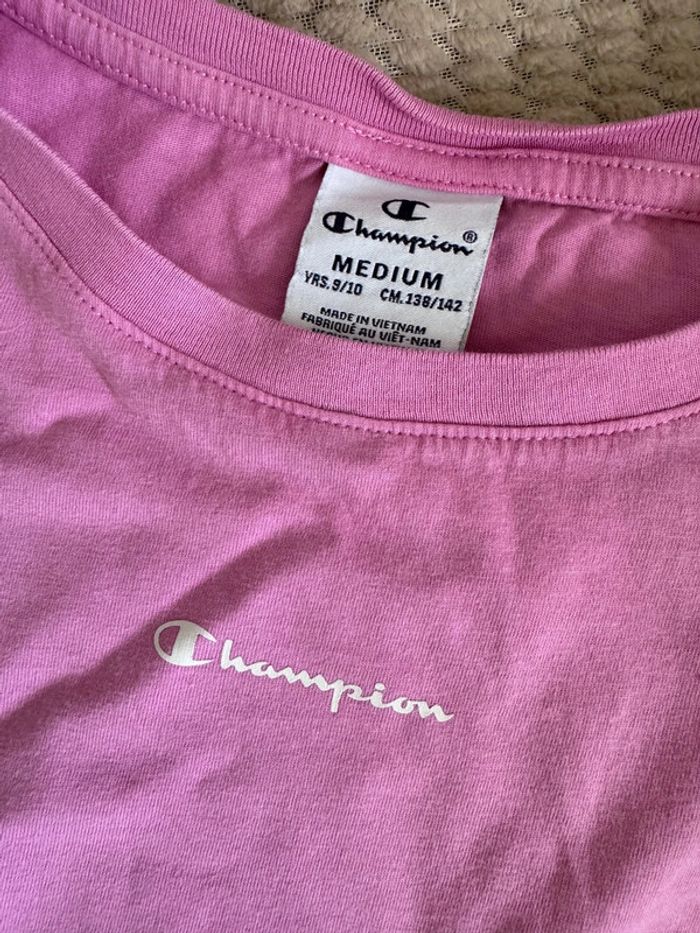 Champion®
MEDIUM
YRS.9/10 CM.138/142
MADE IN VIETNAM
FABRIQUÉ AU VIÊT-NAM
Champion